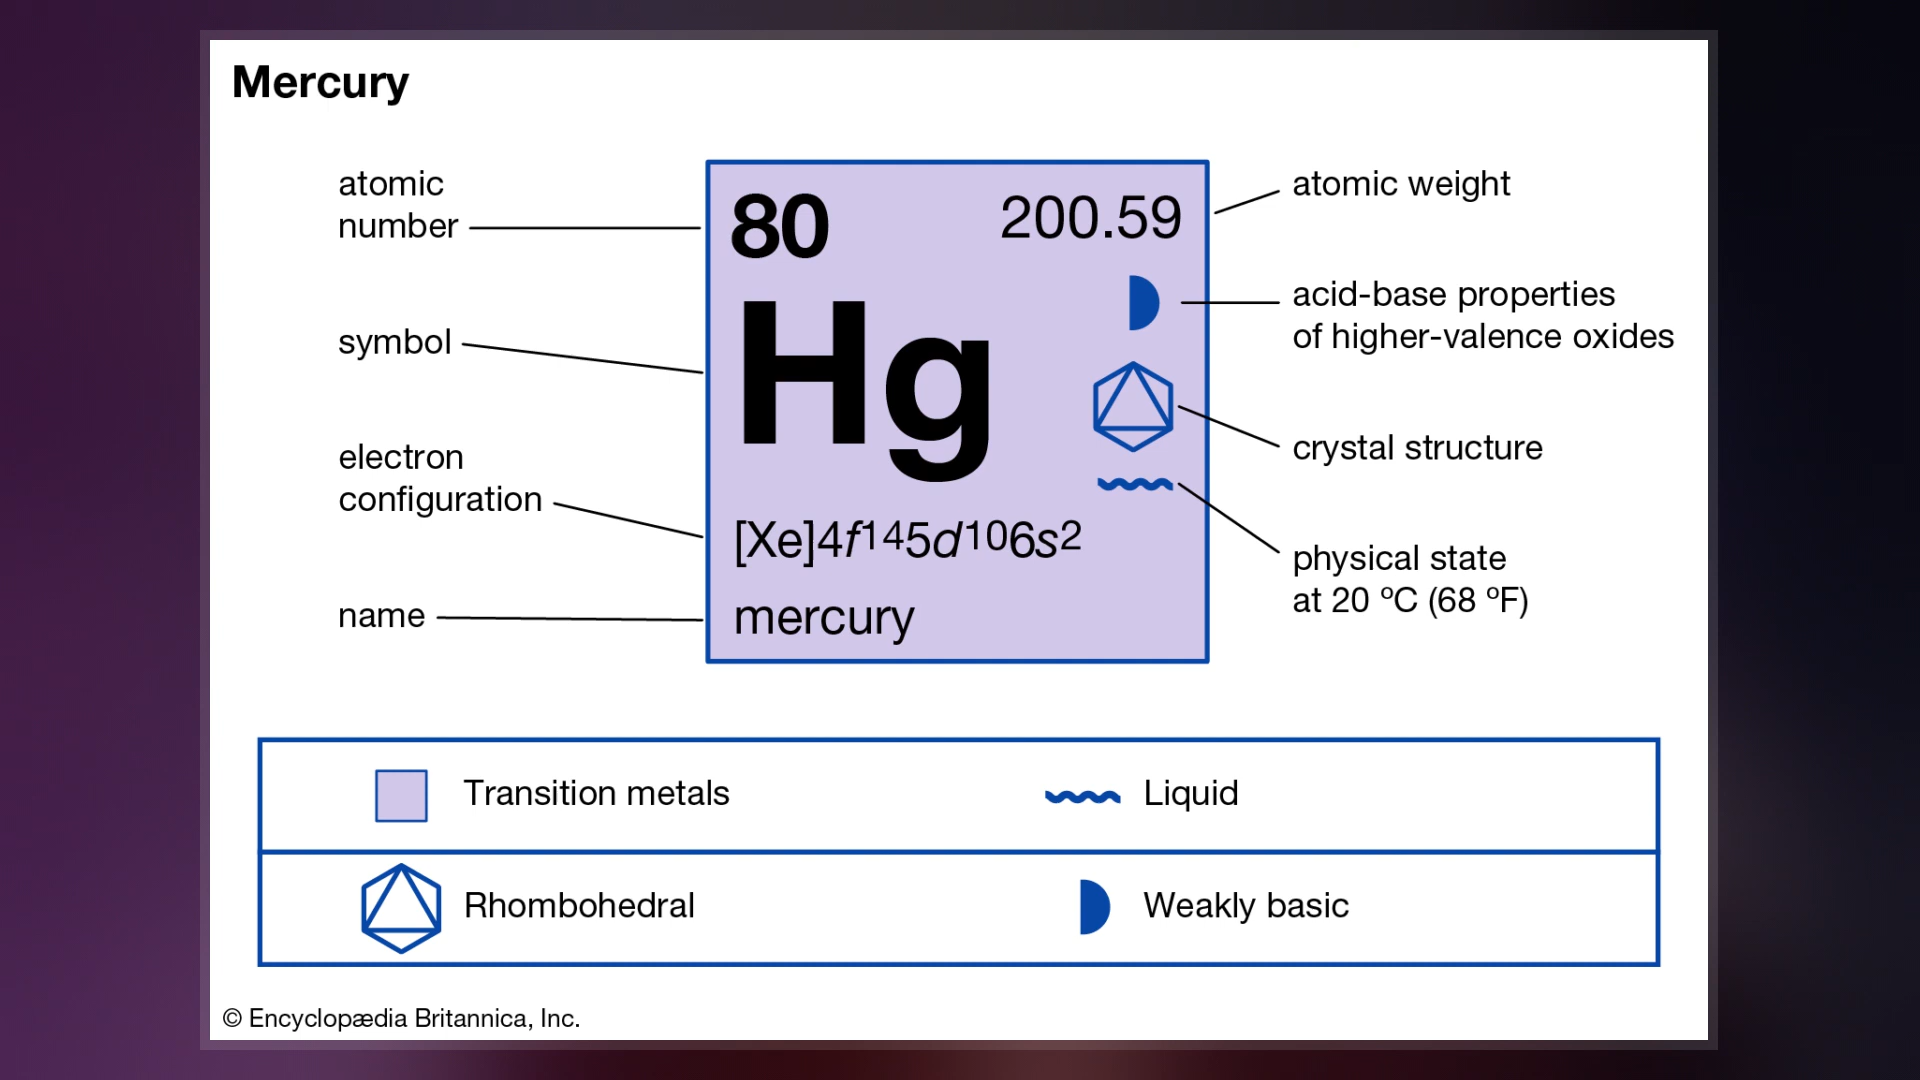 Mercury
atomic
number
80
200.59
atomic weight
symbol
Hg
acid-base properties
of higher-valence oxides
crystal structure
electron
configuration
[Xe]4f¹⁴5d¹⁰6s²
physical state
at 20 ºC (68 ºF)
name
mercury
Transition metals
Liquid
Rhombohedral
Weakly basic
© Encyclopædia Britannica, Inc.